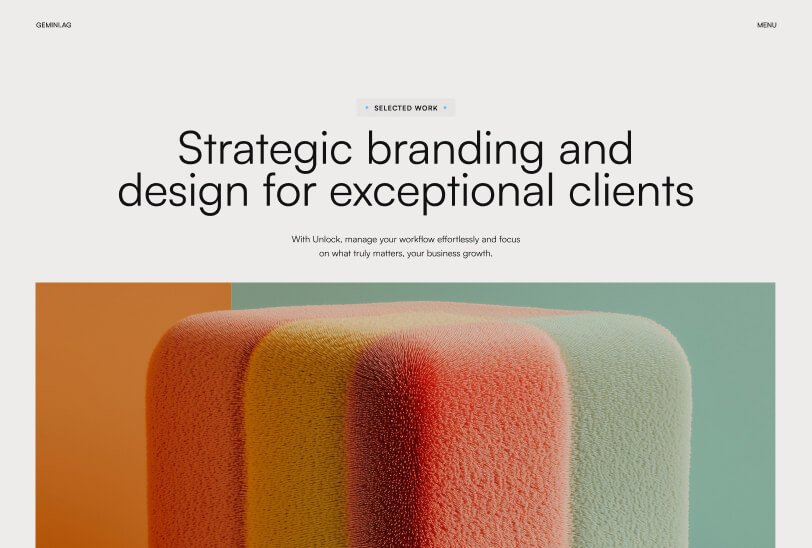 GEMINI.AG
MENU
SELECTED WORK
Strategic branding and
design for exceptional clients
With Unlock, manage your workflow effortlessly and focus
on what truly matters, your business growth.